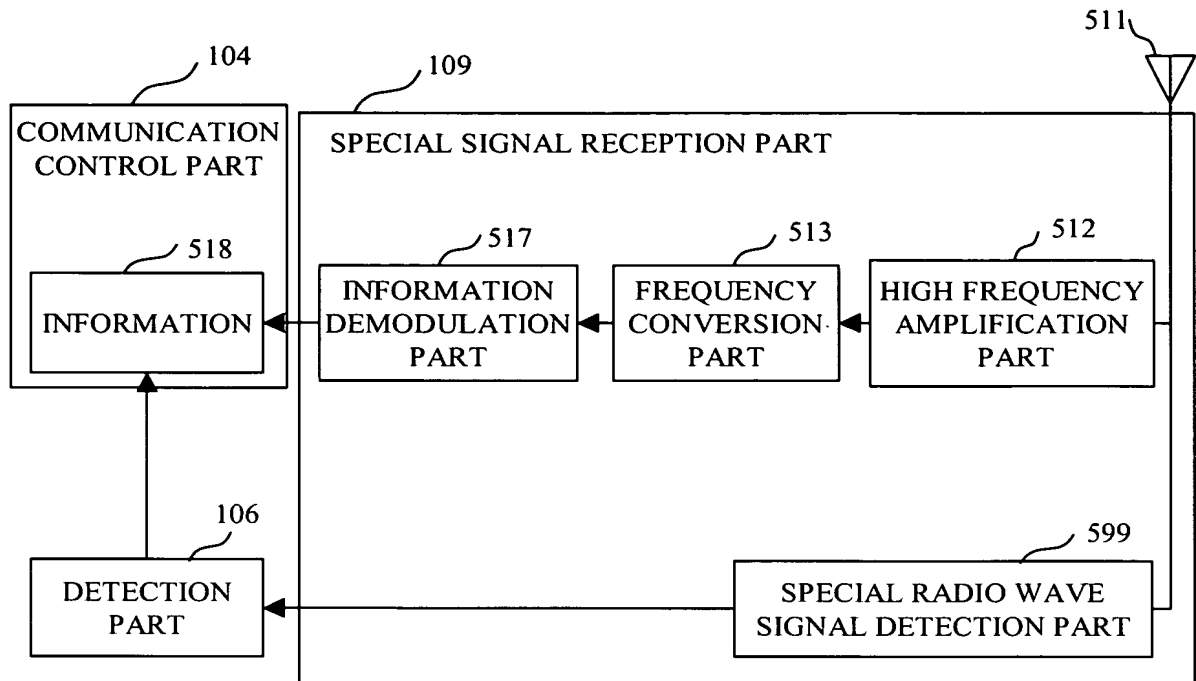 511
104
109
COMMUNICATION
CONTROL PART
SPECIAL SIGNAL RECEPTION PART
518
517
513
512
INFORMATION
INFORMATION
DEMODULATION
PART
FREQUENCY
CONVERSION
PART
HIGH FREQUENCY
AMPLIFICATION
PART
106
599
DETECTION
PART
SPECIAL RADIO WAVE
SIGNAL DETECTION PART